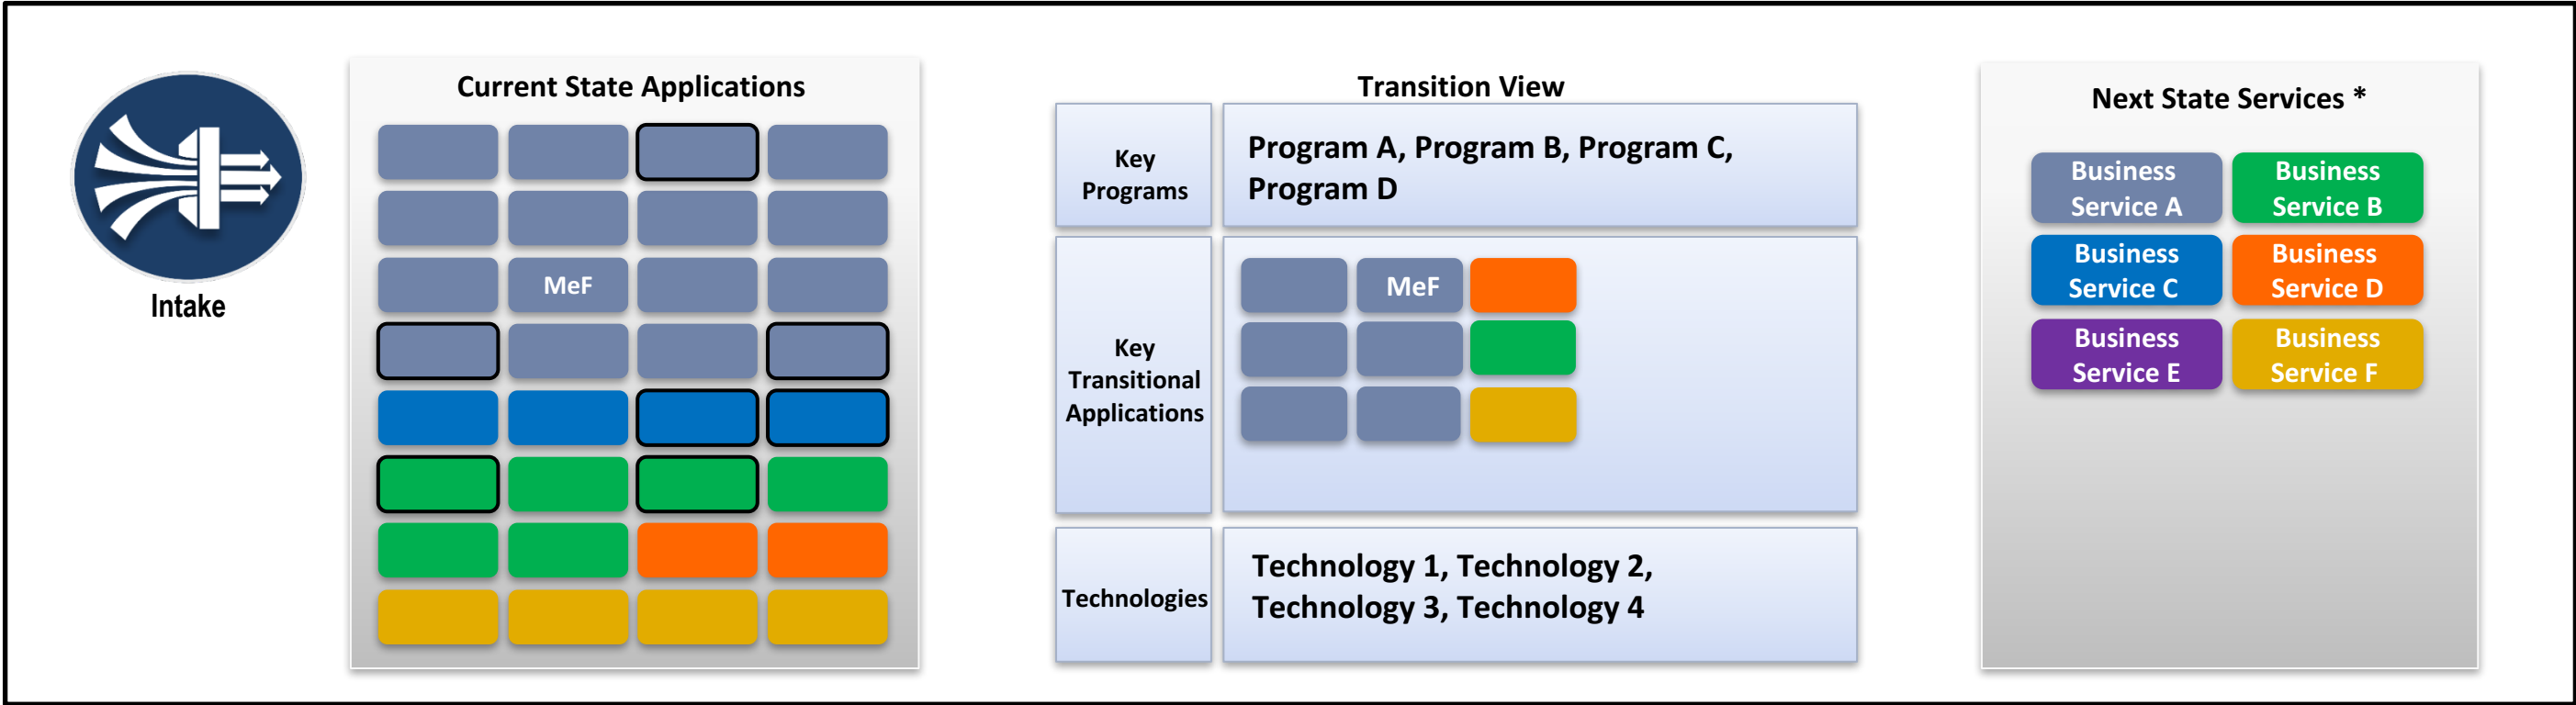 Intake
Current State Applications
MeF
Transition View
Key
Programs
Program A, Program B, Program C,
Program D
Key
Transitional
Applications
MeF
Technologies
Technology 1, Technology 2,
Technology 3, Technology 4
Next State Services *
Business
Service A
Business
Service B
Business
Service C
Business
Service D
Business
Service E
Business
Service F